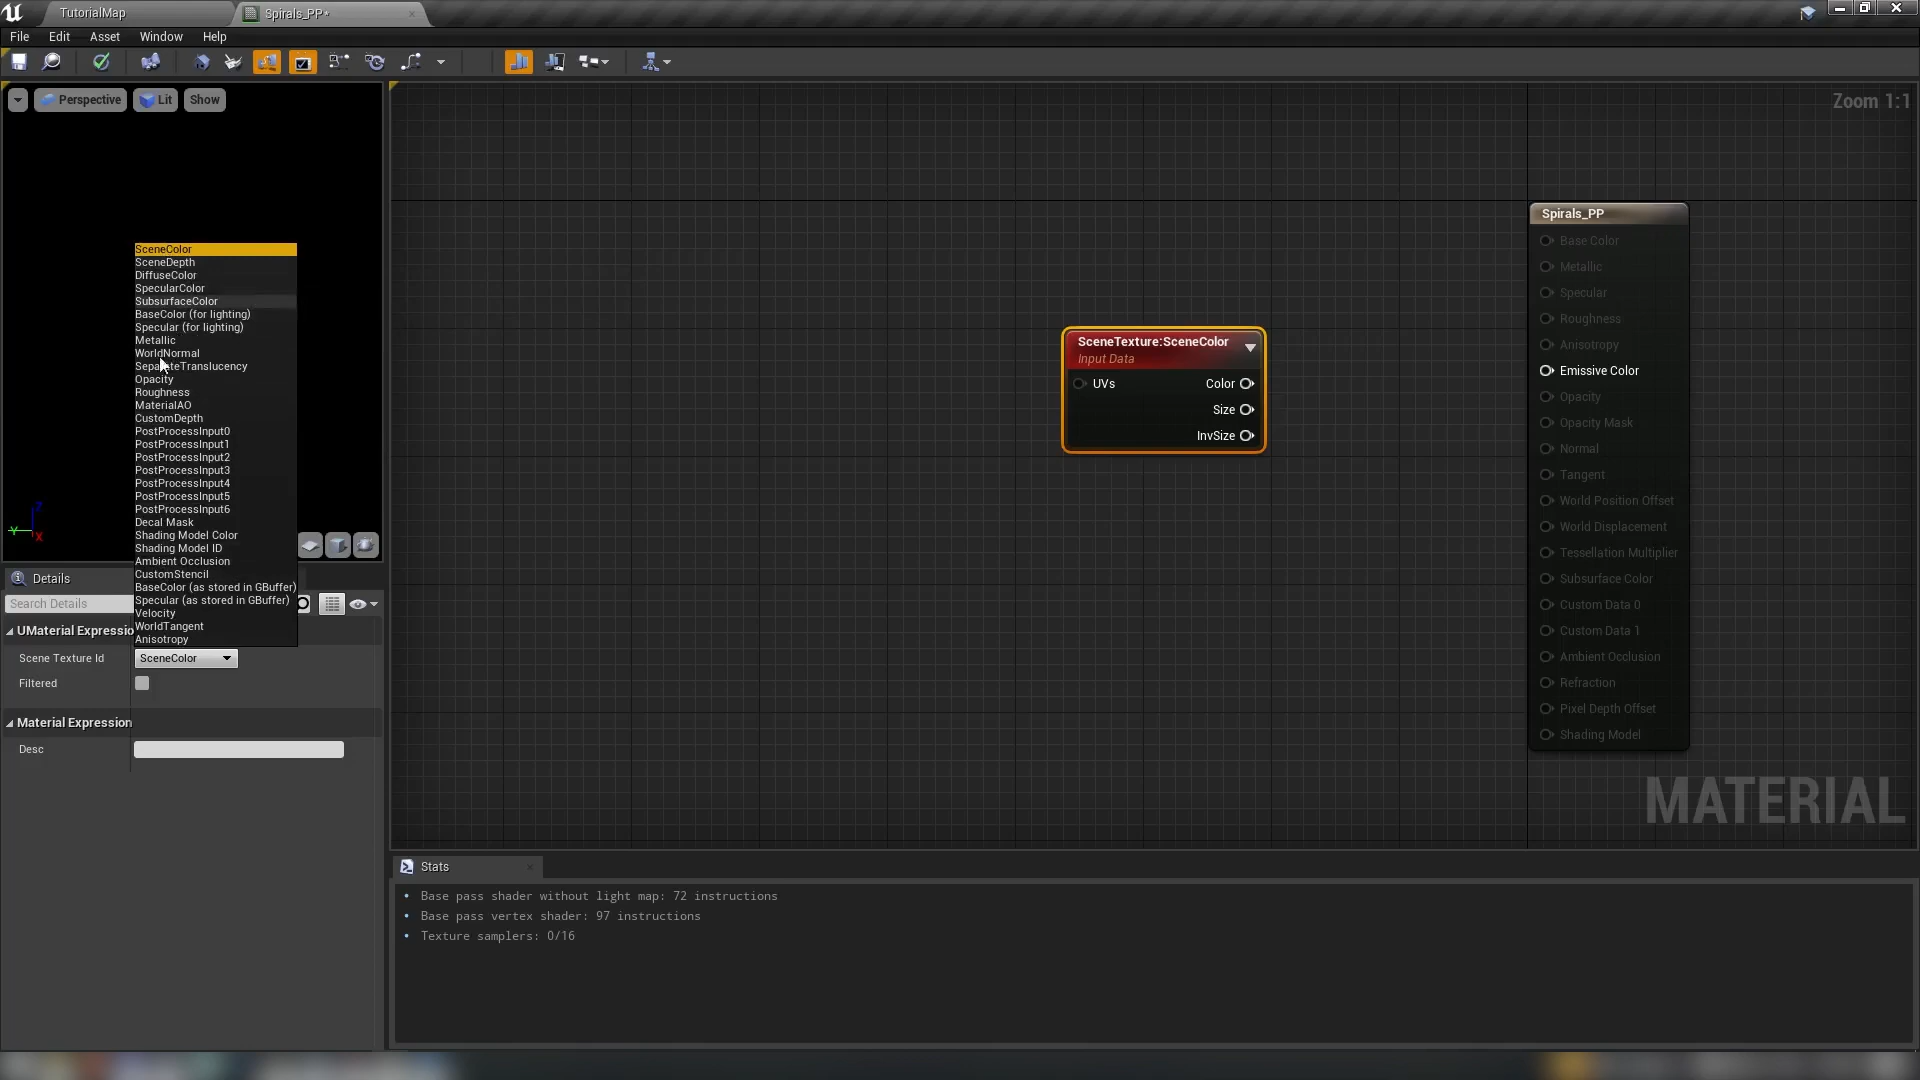 TutorialMap
Spirals_PP*
File Edit Asset Window Help
Perspective Lit Show
Zoom 1:1
SceneColor
SceneDepth
DiffuseColor
SpecularColor
SubsurfaceColor
BaseColor (for lighting)
Specular (for lighting)
Metallic
WorldNormal
SeparateTranslucency
Opacity
Roughness
MaterialAO
CustomDepth
PostProcessInput0
PostProcessInput1
PostProcessInput2
PostProcessInput3
PostProcessInput4
PostProcessInput5
PostProcessInput6
Decal Mask
Shading Model Color
Shading Model ID
Ambient Occlusion
CustomStencil
BaseColor (as stored in GBuffer)
Specular (as stored in GBuffer)
Velocity
WorldTangent
Anisotropy
Z
Y
X
Details
Search Details
UMaterial Expressio
Scene Texture Id SceneColor
Filtered
Material Expression
Desc
SceneTexture:SceneColor
Input Data
UVs Color
Size
InvSize
Spirals_PP
Base Color
Metallic
Specular
Roughness
Anisotropy
Emissive Color
Opacity
Opacity Mask
Normal
Tangent
World Position Offset
World Displacement
Tessellation Multiplier
Subsurface Color
Custom Data 0
Custom Data 1
Ambient Occlusion
Refraction
Pixel Depth Offset
Shading Model
MATERIAL
Stats
Base pass shader without light map: 72 instructions
Base pass vertex shader: 97 instructions
Texture samplers: 0/16